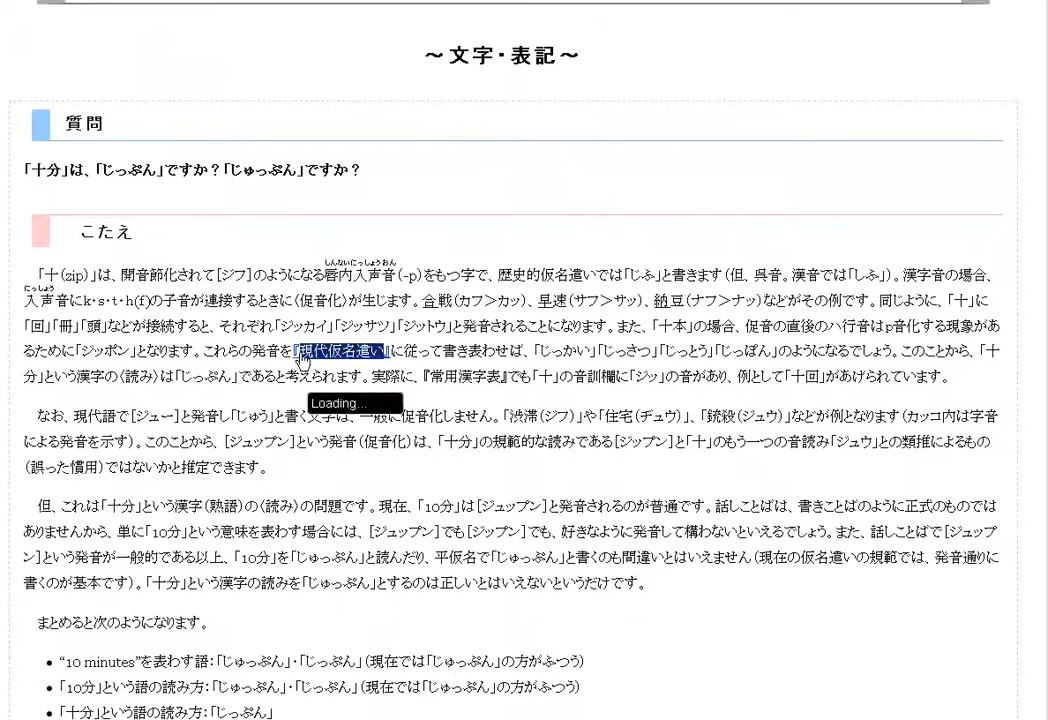 ～文字・表記～
質問
「十分」は、「じっぷん」ですか？「じゅっぷん」ですか？
こたえ
しんないにっしょうおん
「十(zip)」は、開音節化されて[ジフ]のようになる唇内入声音(-p)をもつ字で、歴史的仮名遣いでは「じふ」と書きます(但、呉音。漢音では「しふ」)。漢字音の場合、
にっしょう
入声音にk・s・t・h(f)の子音が連接するときに〈促音化〉が生じます。合戦(カフ＞カッ)、早速(サフ＞サッ)、納豆(ナフ＞ナッ)などがその例です。同じように、「十」に
「回」「冊」「頭」などが接続すると、それぞれ「ジッカイ」「ジッサツ」「ジットウ」と発音されることになります。また、「十本」の場合、促音の直後のハ行音はp音化する現象があ
るために「ジッポン」となります。これらの発音を『現代仮名遣い』に従って書き表わせば、「じっかい」「じっさつ」「じっとう」「じっぽん」のようになるでしょう。このことから、「十
分」という漢字の〈読み〉は「じっぷん」であると考えられます。実際に、『常用漢字表』でも「十」の音訓欄に「ジッ」の音があり、例として「十回」があげられています。
Loading...
なお、現代語で[ジュー]と発音し「じゅう」と書く文字は、一般に促音化しません。「渋滞(ジフ)」や「住宅(ヂュウ)」、「銃殺(ジュウ)」などが例となります(カッコ内は字音
による発音を示す)。このことから、[ジュップン]という発音(促音化)は、「十分」の規範的な読みである[ジップン]と「十」のもう一つの音読み「ジュウ」との類推によるもの
(誤った慣用)ではないかと推定できます。
但、これは「十分」という漢字(熟語)の〈読み〉の問題です。現在、「10分」は[ジュップン]と発音されるのが普通です。話しことばは、書きことばのように正式のものでは
ありませんから、単に「10分」という意味を表わす場合には、[ジュップン]でも[ジップン]でも、好きなように発音して構わないといえるでしょう。また、話しことばで[ジュップ
ン]という発音が一般的である以上、「10分」を「じゅっぷん」と読んだり、平仮名で「じゅっぷん」と書くのも間違いとはいえません(現在の仮名遣いの規範では、発音通りに
書くのが基本です)。「十分」という漢字の読みを「じゅっぷん」とするのは正しいとはいえないというだけです。
まとめると次のようになります。
• “10 minutes”を表わす語：「じゅっぷん」・「じっぷん」(現在では「じゅっぷん」の方がふつう)
• 「10分」という語の読み方：「じゅっぷん」・「じっぷん」(現在では「じゅっぷん」の方がふつう)
• 「十分」という語の読み方：「じっぷん」